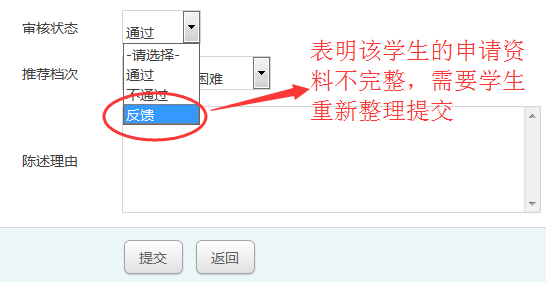 审核状态
通过
-请选择-
通过
不通过
反馈
推荐档次
困难
陈述理由
表明该学生的申请资
料不完整，需要学生
重新整理提交
提交
返回